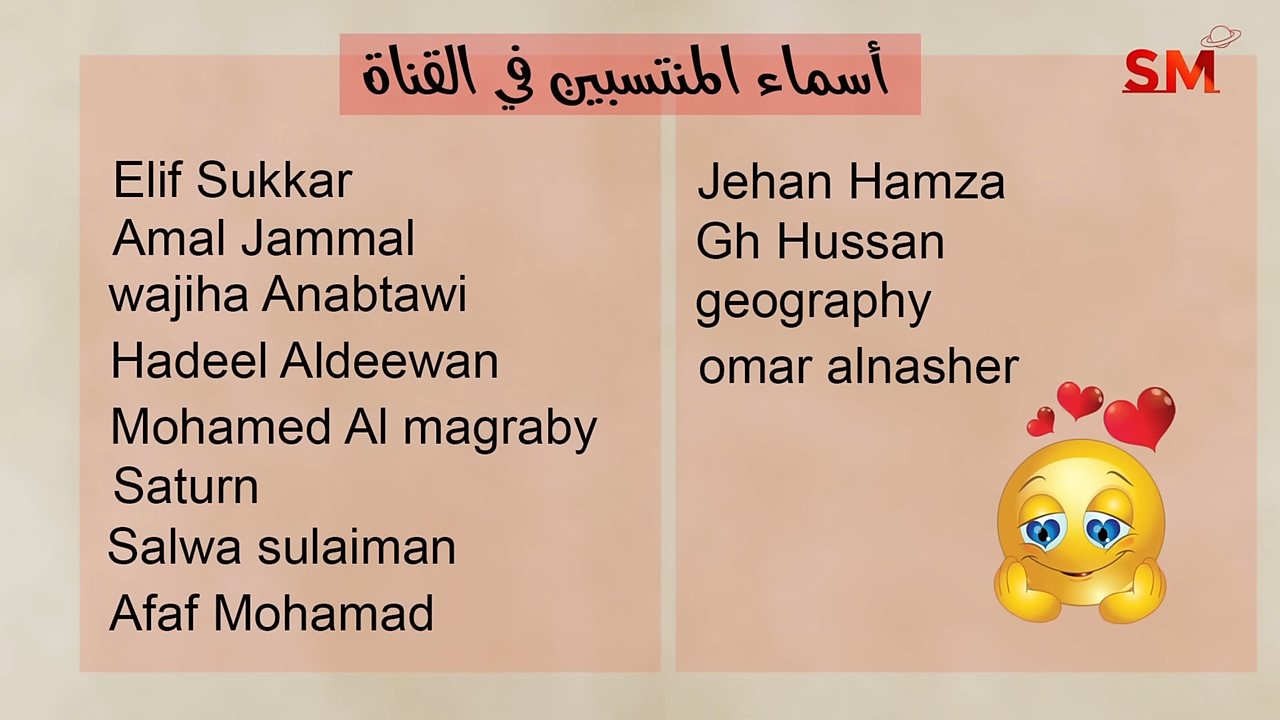 أسماء المنتسبين في القناة
SM
Elif Sukkar
Amal Jammal
wajiha Anabtawi
Hadeel Aldeewan
Mohamed Al magraby
Saturn
Salwa sulaiman
Afaf Mohamad
Jehan Hamza
Gh Hussan
geography
omar alnasher